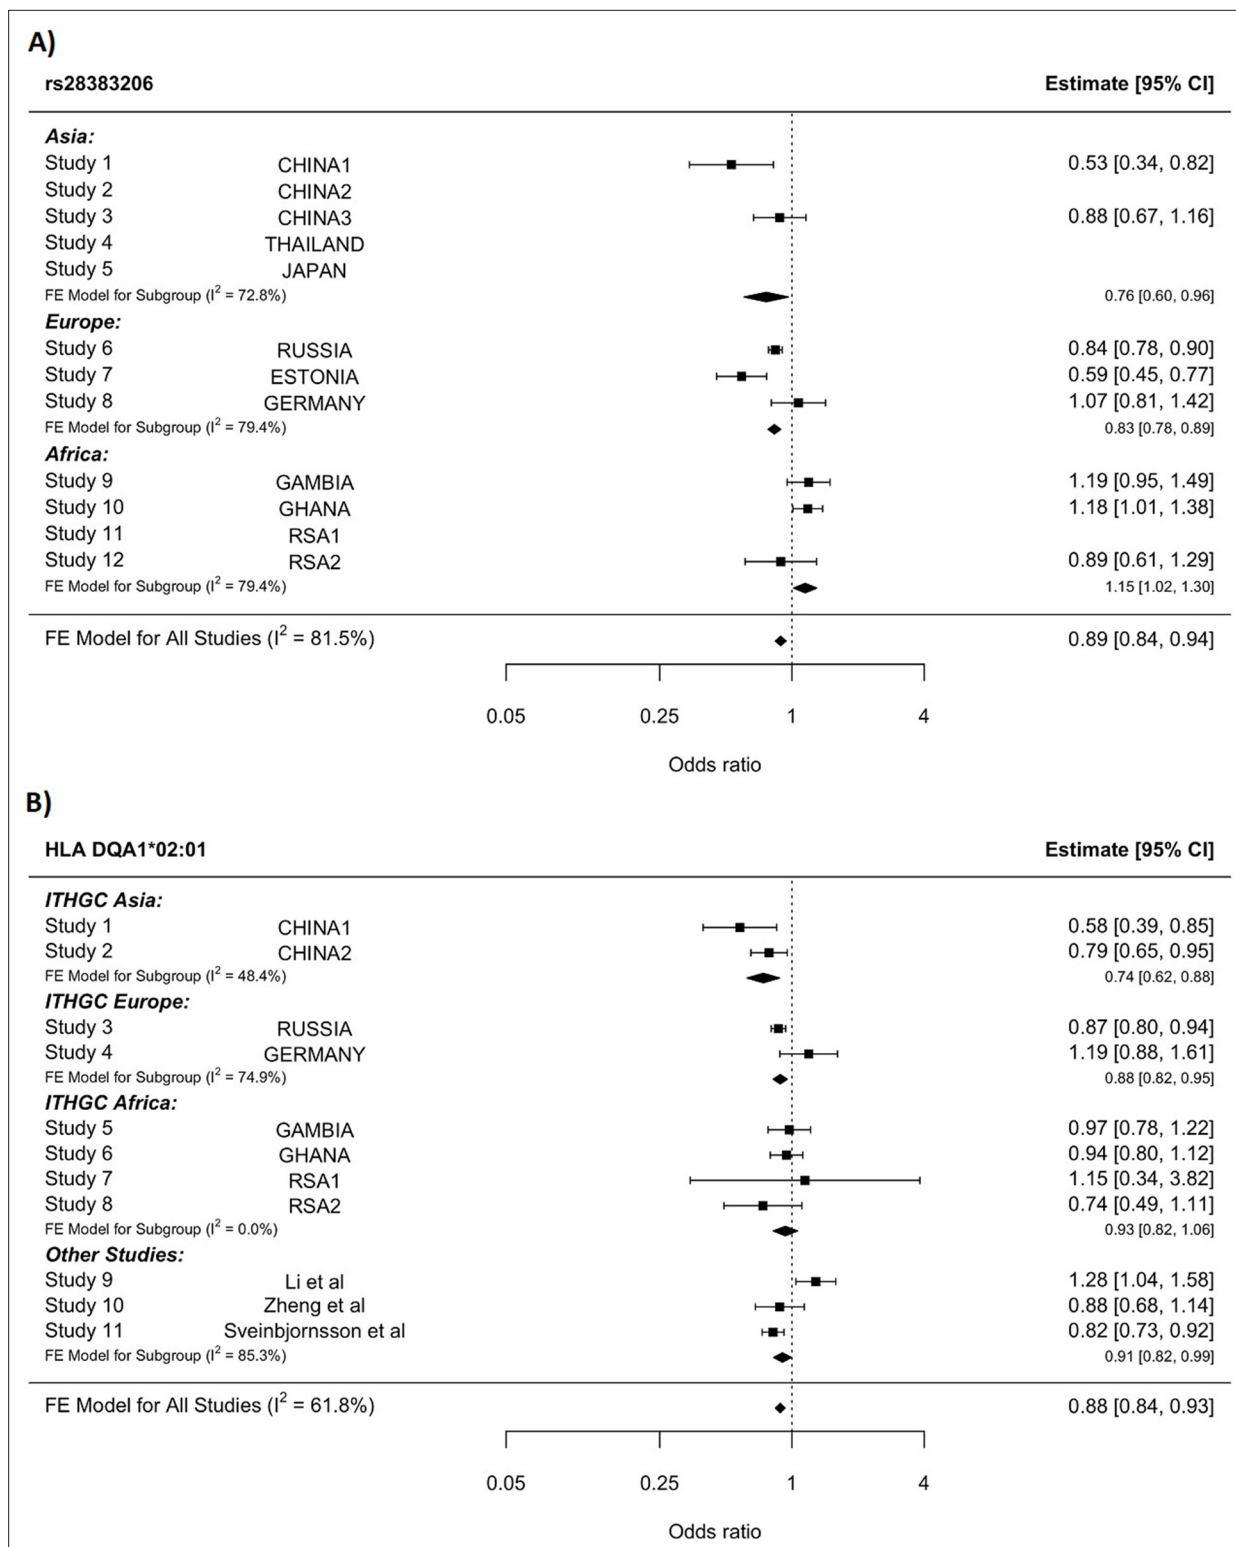 A)
rs28383206 Estimate [95% CI]
Asia:
Study 1 CHINA1 0.53 [0.34, 0.82]
Study 2 CHINA2
Study 3 CHINA3 0.88 [0.67, 1.16]
Study 4 THAILAND
Study 5 JAPAN
FE Model for Subgroup (I² = 72.8%) 0.76 [0.60, 0.96]
Europe:
Study 6 RUSSIA 0.84 [0.78, 0.90]
Study 7 ESTONIA 0.59 [0.45, 0.77]
Study 8 GERMANY 1.07 [0.81, 1.42]
FE Model for Subgroup (I² = 79.4%) 0.83 [0.78, 0.89]
Africa:
Study 9 GAMBIA 1.19 [0.95, 1.49]
Study 10 GHANA 1.18 [1.01, 1.38]
Study 11 RSA1
Study 12 RSA2 0.89 [0.61, 1.29]
FE Model for Subgroup (I² = 79.4%) 1.15 [1.02, 1.30]
FE Model for All Studies (I² = 81.5%) 0.89 [0.84, 0.94]
0.05 0.25 1 4
Odds ratio
B)
HLA DQA1*02:01 Estimate [95% CI]
ITHGC Asia:
Study 1 CHINA1 0.58 [0.39, 0.85]
Study 2 CHINA2 0.79 [0.65, 0.95]
FE Model for Subgroup (I² = 48.4%) 0.74 [0.62, 0.88]
ITHGC Europe:
Study 3 RUSSIA 0.87 [0.80, 0.94]
Study 4 GERMANY 1.19 [0.88, 1.61]
FE Model for Subgroup (I² = 74.9%) 0.88 [0.82, 0.95]
ITHGC Africa:
Study 5 GAMBIA 0.97 [0.78, 1.22]
Study 6 GHANA 0.94 [0.80, 1.12]
Study 7 RSA1 1.15 [0.34, 3.82]
Study 8 RSA2 0.74 [0.49, 1.11]
FE Model for Subgroup (I² = 0.0%) 0.93 [0.82, 1.06]
Other Studies:
Study 9 Li et al 1.28 [1.04, 1.58]
Study 10 Zheng et al 0.88 [0.68, 1.14]
Study 11 Sveinbjornsson et al 0.82 [0.73, 0.92]
FE Model for Subgroup (I² = 85.3%) 0.91 [0.82, 0.99]
FE Model for All Studies (I² = 61.8%) 0.88 [0.84, 0.93]
0.05 0.25 1 4
Odds ratio